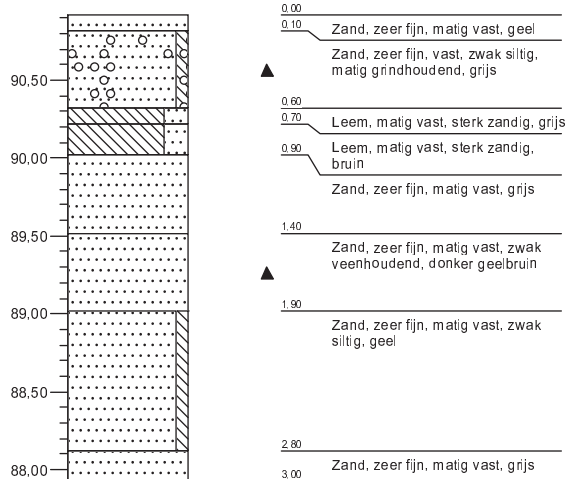 0,00
Zand, zeer fijn, matig vast, geel
0,10
Zand, zeer fijn, vast, zwak siltig,
matig grindhoudend, grijs
90,50
0,60
Leem, matig vast, sterk zandig, grijs
0,70
Leem, matig vast, sterk zandig,
bruin
90,00
0,90
Zand, zeer fijn, matig vast, grijs
89,50
1,40
Zand, zeer fijn, matig vast, zwak
veenhoudend, donker geelbruin
89,00
1,90
Zand, zeer fijn, matig vast, zwak
siltig, geel
88,50
2,80
Zand, zeer fijn, matig vast, grijs
88,00
3,00